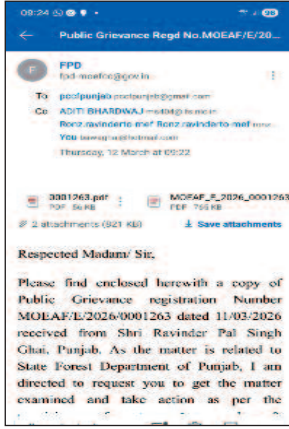 09:24
Public Grievance Regd No.MOEAF/E/20...
F
FPD
fpd-moefcc@gov.in
To pccfpunjab pccfpunjab@gmail.com
Cc ADITI BHARDWAJ
You
Thursday, 12 March at 09:22
0001263.pdf
PDF
MOEAF_E_2026_0001263
PDF
2 attachments (821 KB)
Save attachments
Respected Madam/ Sir,
Please find enclosed herewith a copy of
Public Grievance registration Number
MOEAF/E/2026/0001263 dated 11/03/2026
received from Shri Ravinder Pal Singh
Ghai, Punjab. As the matter is related to
State Forest Department of Punjab, I am
directed to request you to get the matter
examined and take action as per the